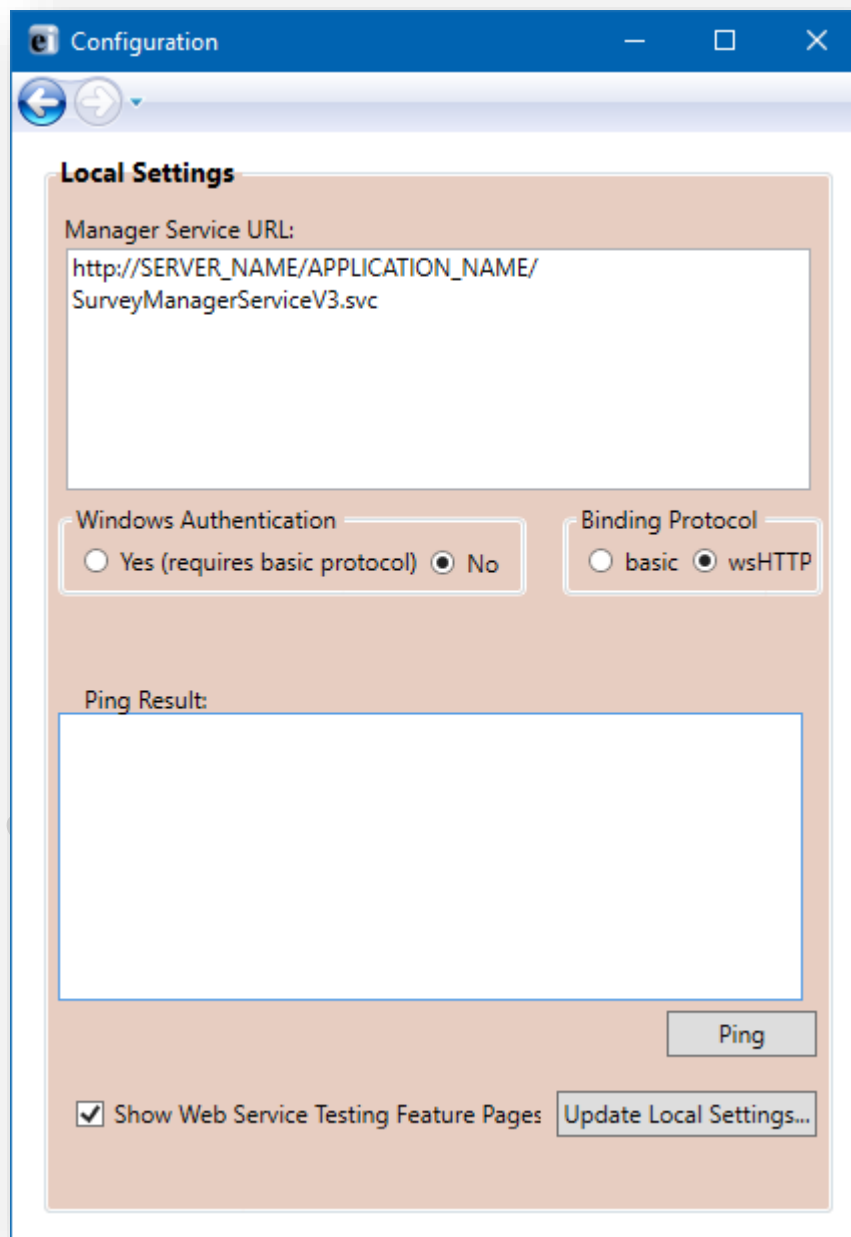 ei Configuration
Local Settings
Manager Service URL:
http://SERVER_NAME/APPLICATION_NAME/
SurveyManagerServiceV3.svc
Windows Authentication
Binding Protocol
Yes (requires basic protocol) No
basic wsHTTP
Ping Result:
Ping
Show Web Service Testing Feature Pages
Update Local Settings...